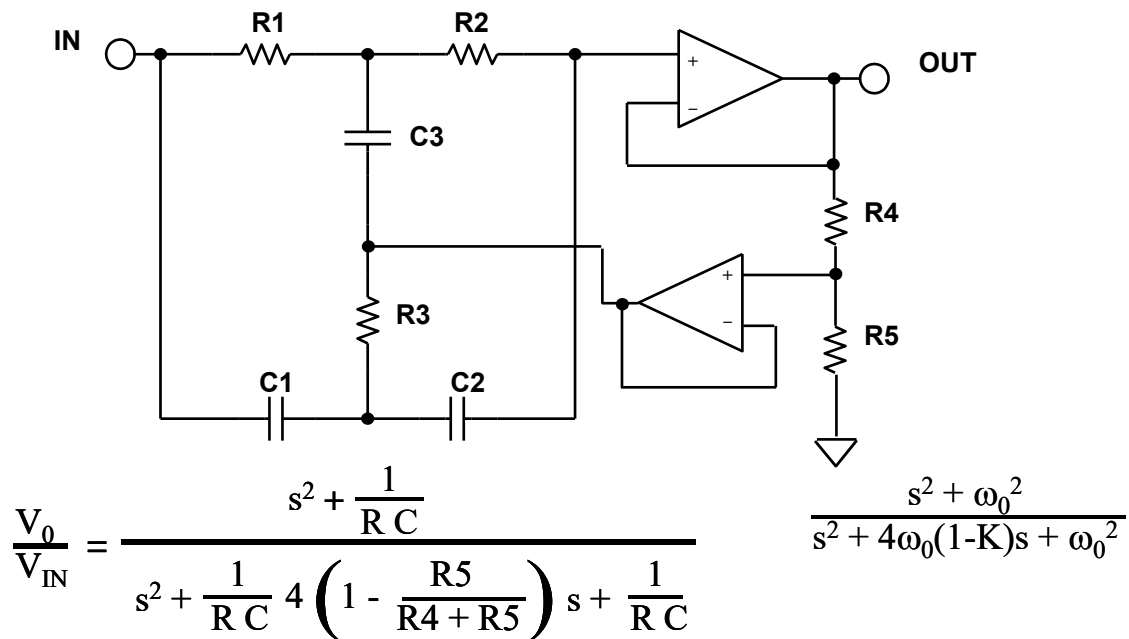 IN
R1
R2
OUT
+
−
C3
R4
+
−
R3
R5
C1
C2
V₀/V_IN = (s² + 1/(R C)) / (s² + 1/(R C) 4 (1 - R5/(R4 + R5)) s + 1/(R C))
(s² + ω₀²) / (s² + 4ω₀(1-K)s + ω₀²)